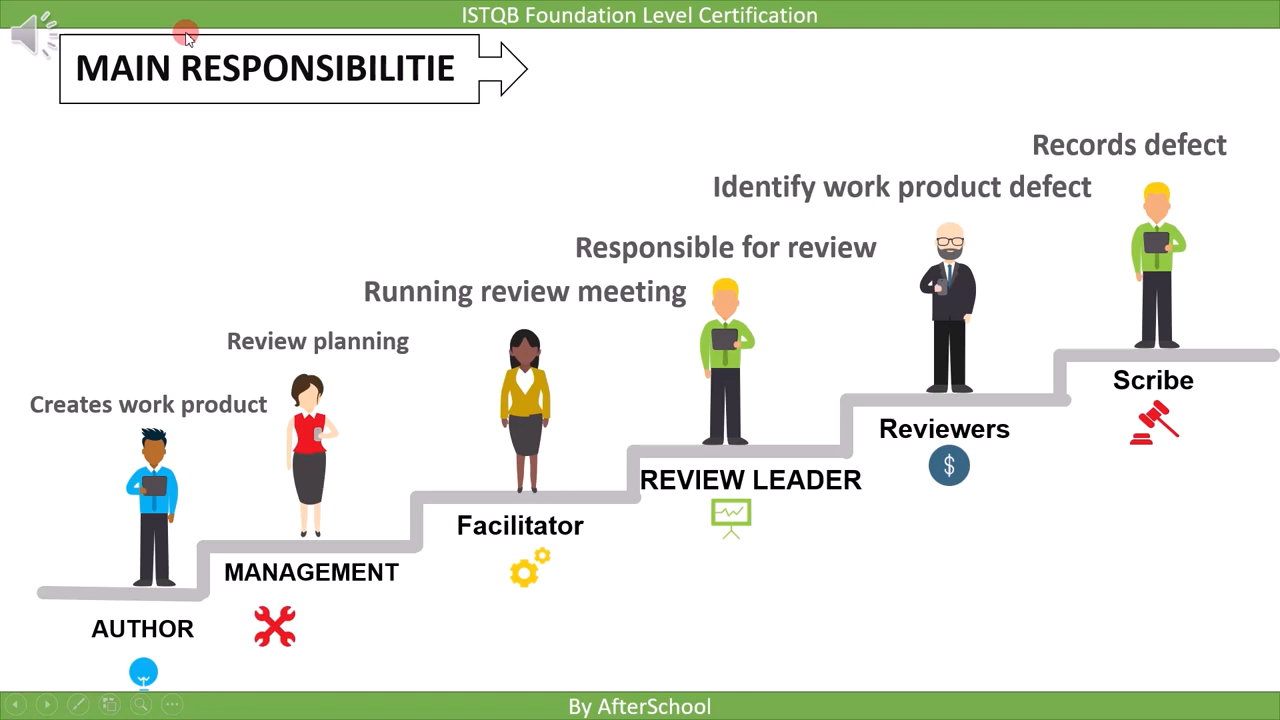 ISTQB Foundation Level Certification
MAIN RESPONSIBILITIE
Records defect
Identify work product defect
Responsible for review
Running review meeting
Review planning
Creates work product
Scribe
Reviewers
$
REVIEW LEADER
Facilitator
MANAGEMENT
AUTHOR
By AfterSchool